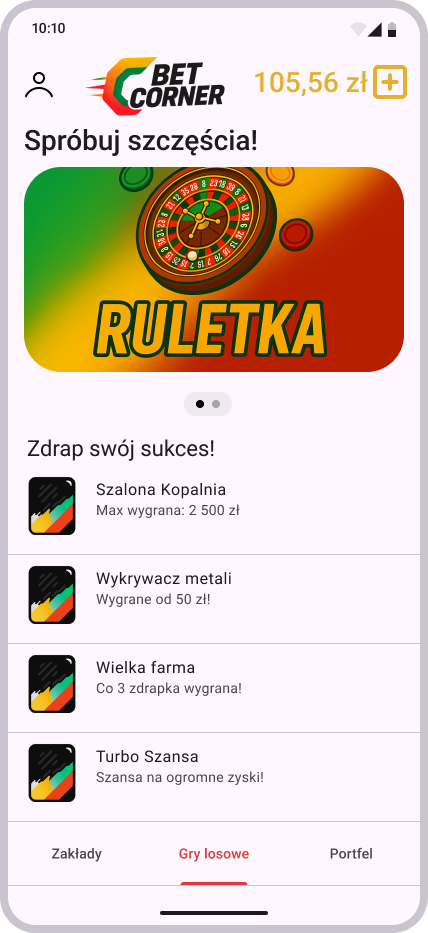 10:10
BET
CORNER
105,56 zł
Spróbuj szczęścia!
RULETKA
Zdrap swój sukces!
Szalona Kopalnia
Max wygrana: 2 500 zł
Wykrywacz metali
Wygrane od 50 zł!
Wielka farma
Co 3 zdrapka wygrana!
Turbo Szansa
Szansa na ogromne zyski!
Zakłady
Gry losowe
Portfel